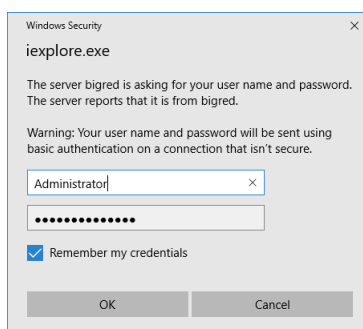 Windows Security
iexplore.exe
The server bigred is asking for your user name and password.
The server reports that it is from bigred.
Warning: Your user name and password will be sent using
basic authentication on a connection that isn't secure.
Administrator
••••••••••••••
Remember my credentials
OK
Cancel